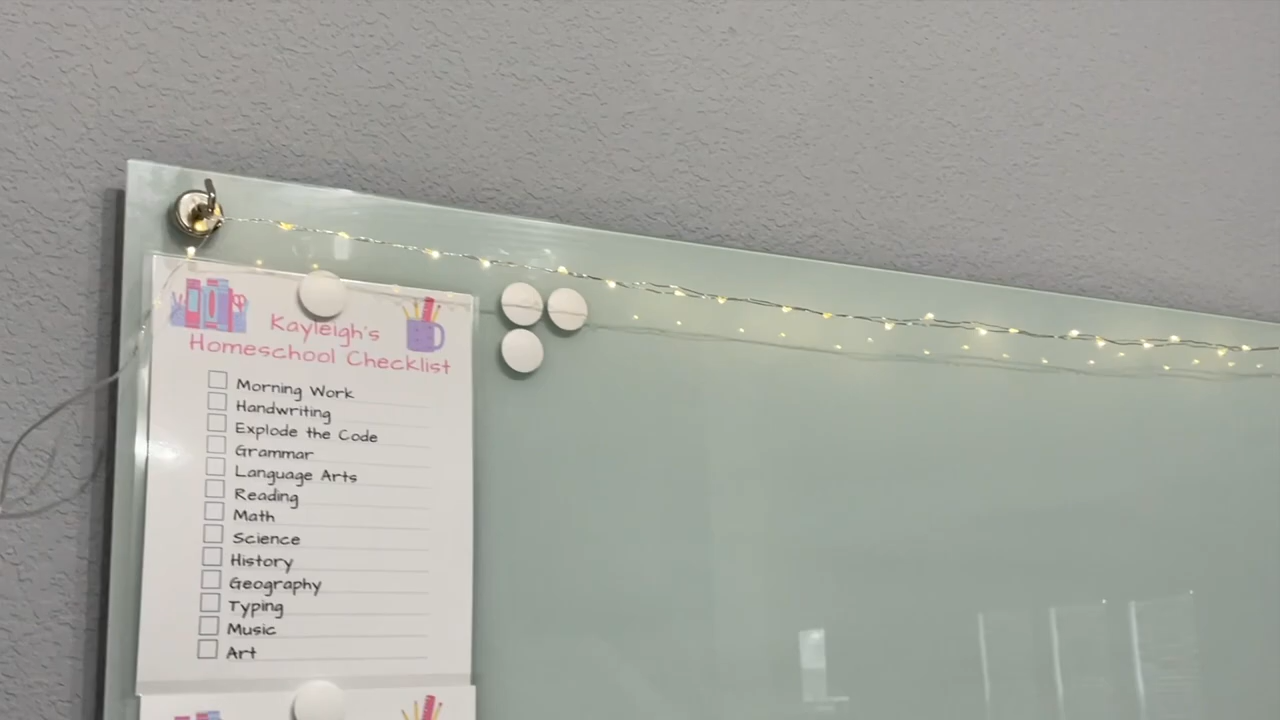 Kayleigh's
Homeschool Checklist
Morning Work
Handwriting
Explode the Code
Grammar
Language Arts
Reading
Math
Science
History
Geography
Typing
Music
Art